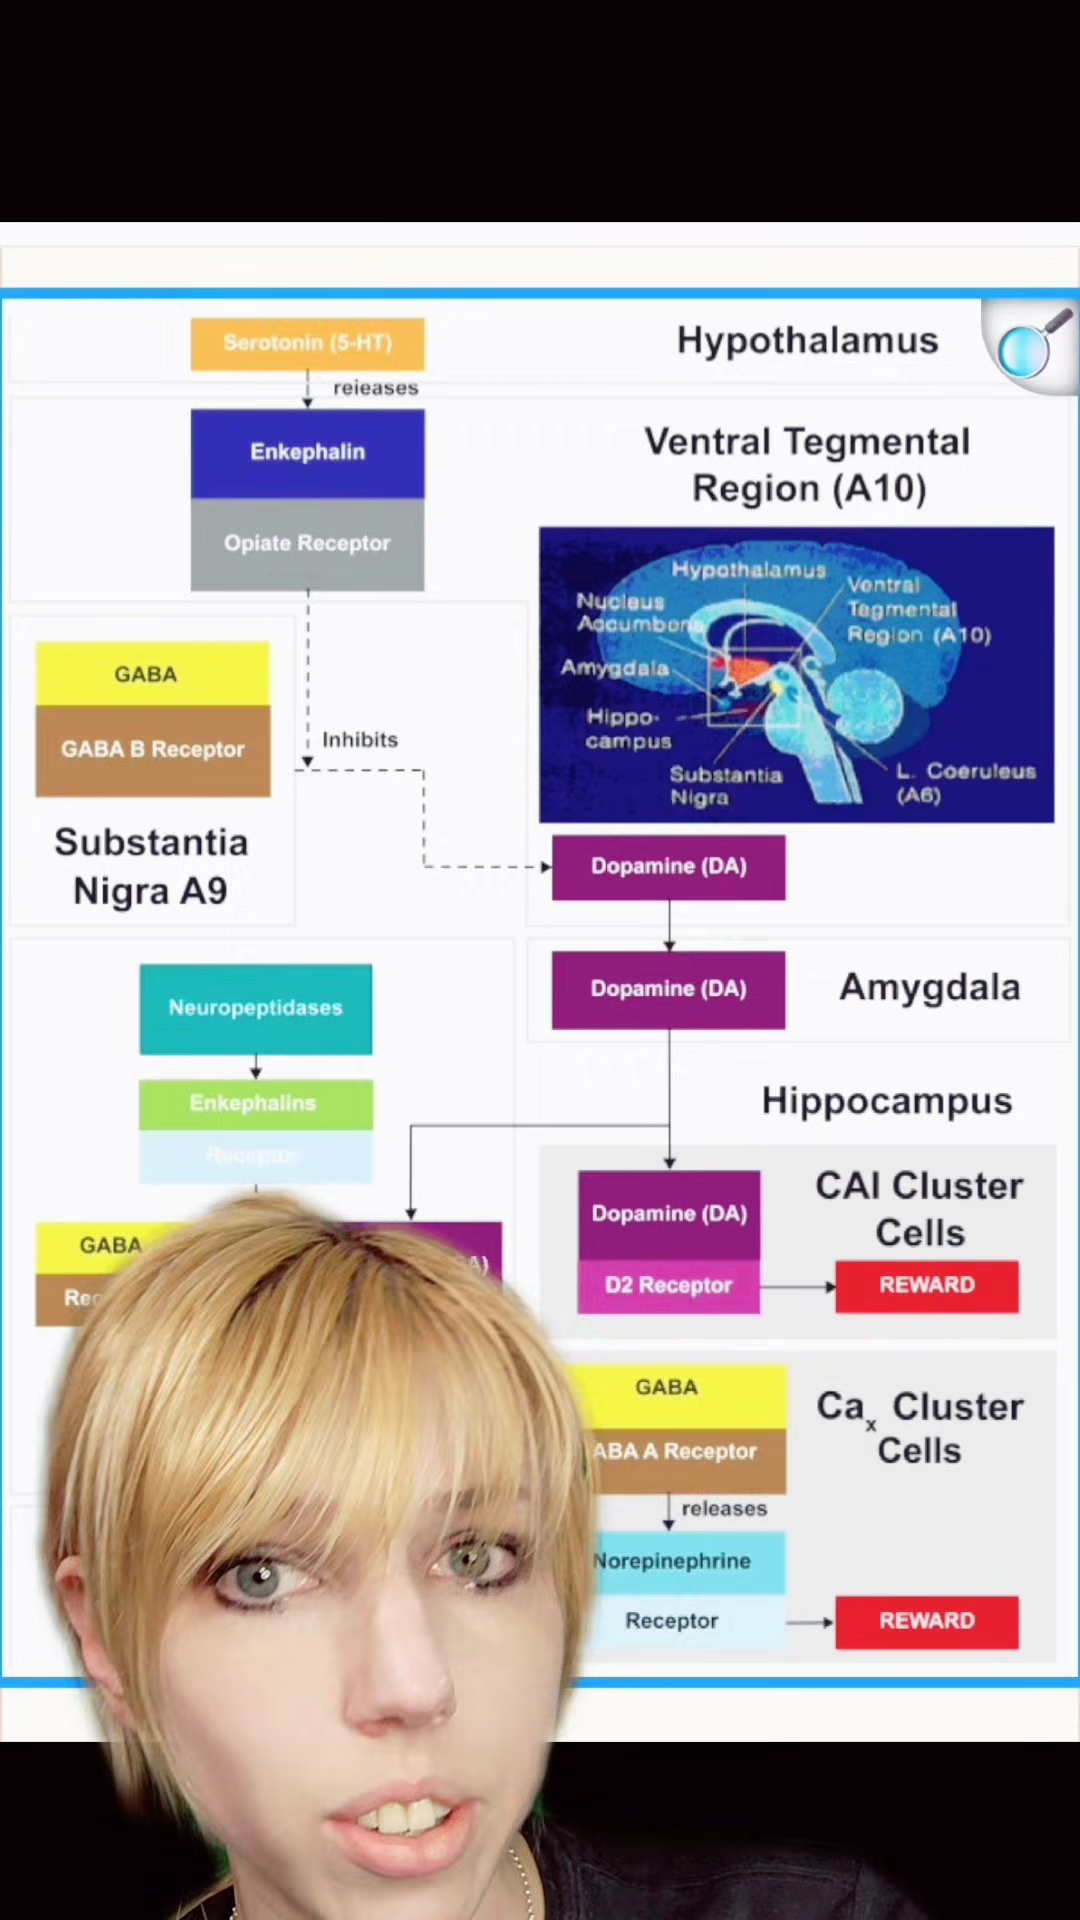 Serotonin (5-HT)
Hypothalamus
reieases
Enkephalin
Ventral Tegmental
Region (A10)
Opiate Receptor
Hypothalamus
Nucleus
Accumbens
Ventral
Tegmental
Region (A10)
Amygdala
Hippo-
campus
Substantia
Nigra
L. Coeruleus
(A6)
GABA
GABA B Receptor
Inhibits
Substantia
Nigra A9
Dopamine (DA)
Dopamine (DA)
Amygdala
Neuropeptidases
Enkephalins
Receptor
Hippocampus
CAI Cluster
Cells
Dopamine (DA)
D2 Receptor
REWARD
GABA
Rec
A)
GABA
ABA A Receptor
Cax Cluster
Cells
releases
Norepinephrine
Receptor
REWARD